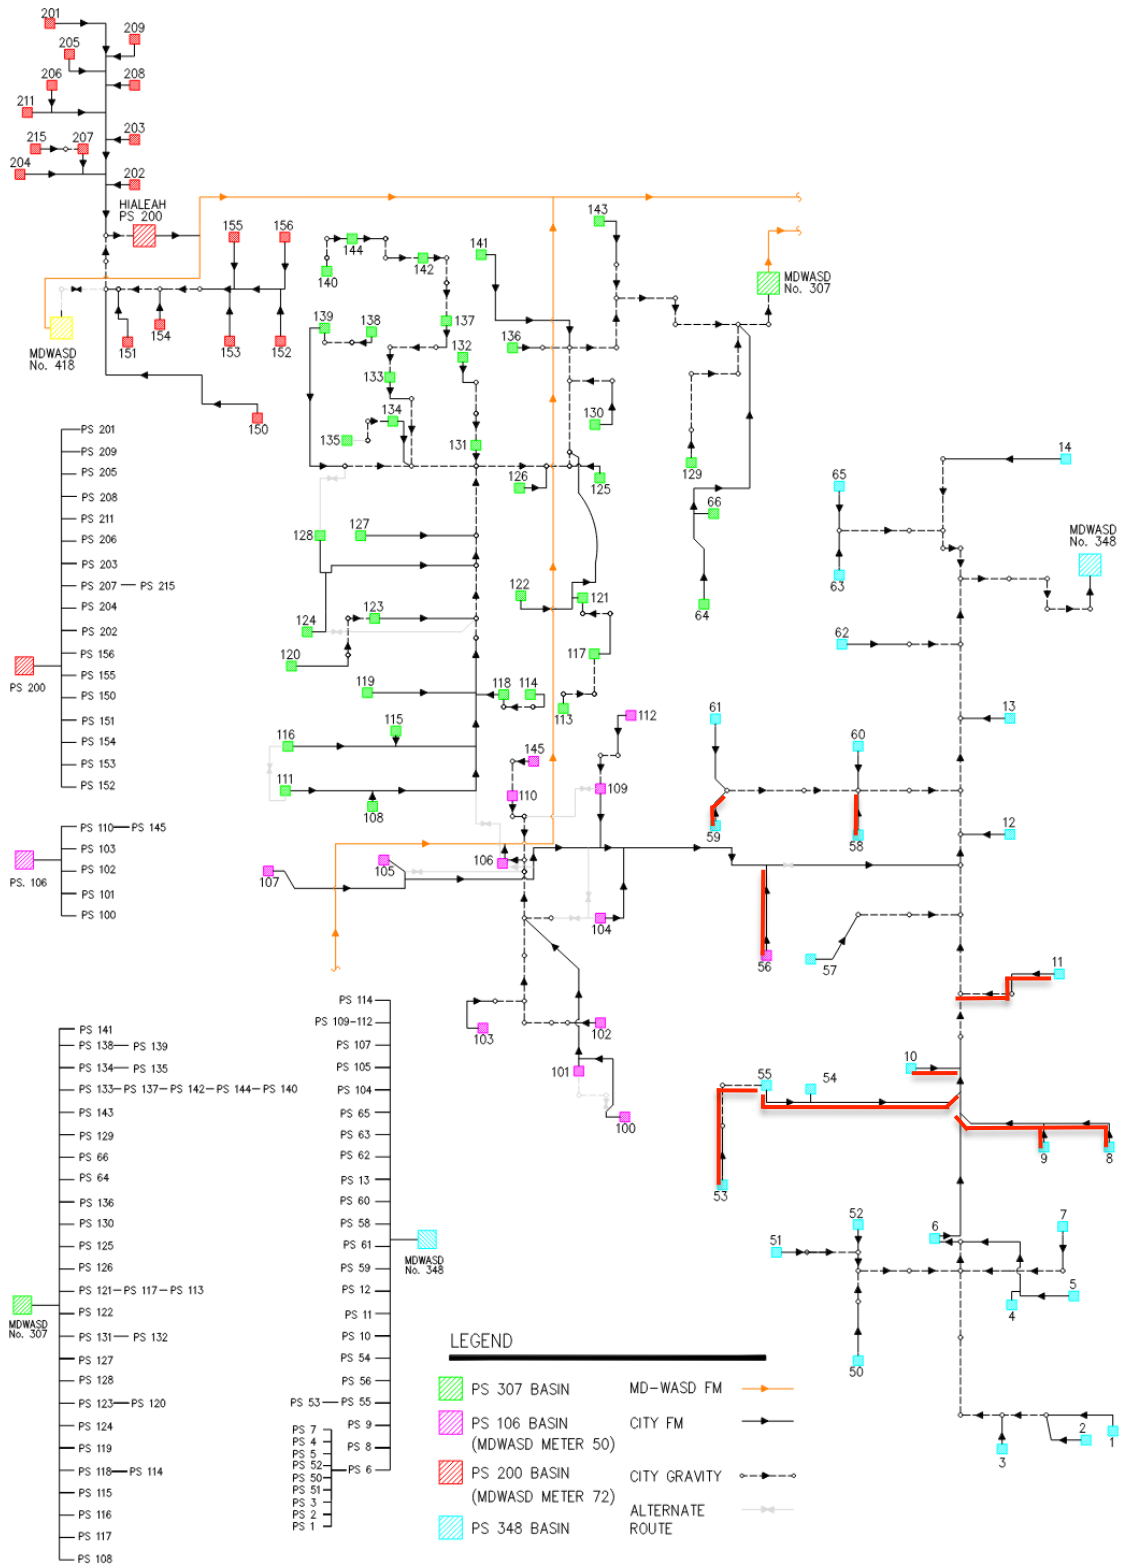 201
209
205
206
208
211
203
215
207
204
202
HIALEAH
PS 200
155
156
143
141
144
140
142
MDWASD
No. 307
MDWASD
No. 418
151
154
153
152
139
138
137
136
132
133
150
134
135
130
131
129
126
125
14
65
MDWASD
No. 348
63
128
127
66
64
122
121
123
124
62
120
117
119
118
114
113
61
13
112
116
115
60
145
111
110
109
108
59
58
12
106
105
107
104
56
57
11
103
102
101
100
10
55
54
53
9
8
52
7
6
51
5
4
50
3
2
1
PS 201
PS 209
PS 205
PS 208
PS 211
PS 206
PS 203
PS 207 PS 215
PS 204
PS 202
PS 156
PS 155
PS 200
PS 150
PS 151
PS 154
PS 153
PS 152
PS 110 PS 145
PS 103
PS. 106
PS 102
PS 101
PS 100
PS 141
PS 138 PS 139
PS 134 PS 135
PS 133 PS 137 PS 142 PS 144 PS 140
PS 143
PS 129
PS 66
PS 64
PS 136
PS 130
PS 125
PS 126
PS 121 PS 117 PS 113
MDWASD
No. 307
PS 122
PS 131 PS 132
PS 127
PS 128
PS 123 PS 120
PS 124
PS 119
PS 118 PS 114
PS 115
PS 116
PS 117
PS 108
PS 114
PS 109-112
PS 107
PS 105
PS 104
PS 65
PS 63
PS 62
PS 13
PS 60
PS 58
PS 61
MDWASD
No. 348
PS 59
PS 12
PS 11
PS 10
PS 54
PS 56
PS 53 PS 55
PS 9
PS 8
PS 6
PS 7
PS 4
PS 5
PS 52
PS 50
PS 51
PS 3
PS 2
PS 1
LEGEND
PS 307 BASIN
MD-WASD FM
PS 106 BASIN
(MDWASD METER 50)
CITY FM
PS 200 BASIN
(MDWASD METER 72)
CITY GRAVITY
PS 348 BASIN
ALTERNATE
ROUTE